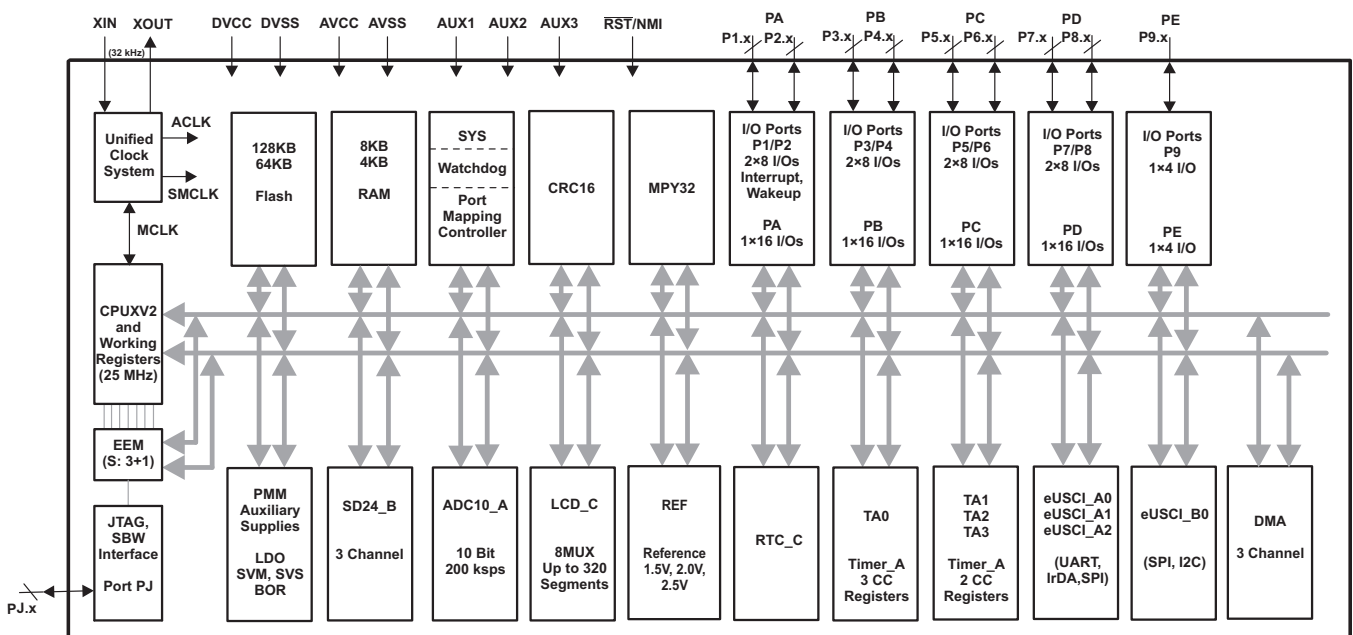 XIN
XOUT
(32 kHz)
DVCC
DVSS
AVCC
AVSS
AUX1
AUX2
AUX3
RST/NMI
PA
P1.x
P2.x
PB
P3.x
P4.x
PC
P5.x
P6.x
PD
P7.x
P8.x
PE
P9.x
Unified
Clock
System
ACLK
SMCLK
MCLK
128KB
64KB
Flash
8KB
4KB
RAM
SYS
Watchdog
Port
Mapping
Controller
CRC16
MPY32
I/O Ports
P1/P2
2×8 I/Os
Interrupt,
Wakeup
PA
1×16 I/Os
I/O Ports
P3/P4
2×8 I/Os
PB
1×16 I/Os
I/O Ports
P5/P6
2×8 I/Os
PC
1×16 I/Os
I/O Ports
P7/P8
2×8 I/Os
PD
1×16 I/Os
I/O Ports
P9
1×4 I/O
PE
1×4 I/O
CPUXV2
and
Working
Registers
(25 MHz)
EEM
(S: 3+1)
JTAG,
SBW
Interface
Port PJ
PJ.x
PMM
Auxiliary
Supplies
LDO
SVM, SVS
BOR
SD24_B
3 Channel
ADC10_A
10 Bit
200 ksps
LCD_C
8MUX
Up to 320
Segments
REF
Reference
1.5V, 2.0V,
2.5V
RTC_C
TA0
Timer_A
3 CC
Registers
TA1
TA2
TA3
Timer_A
2 CC
Registers
eUSCI_A0
eUSCI_A1
eUSCI_A2
(UART,
IrDA,SPI)
eUSCI_B0
(SPI, I2C)
DMA
3 Channel